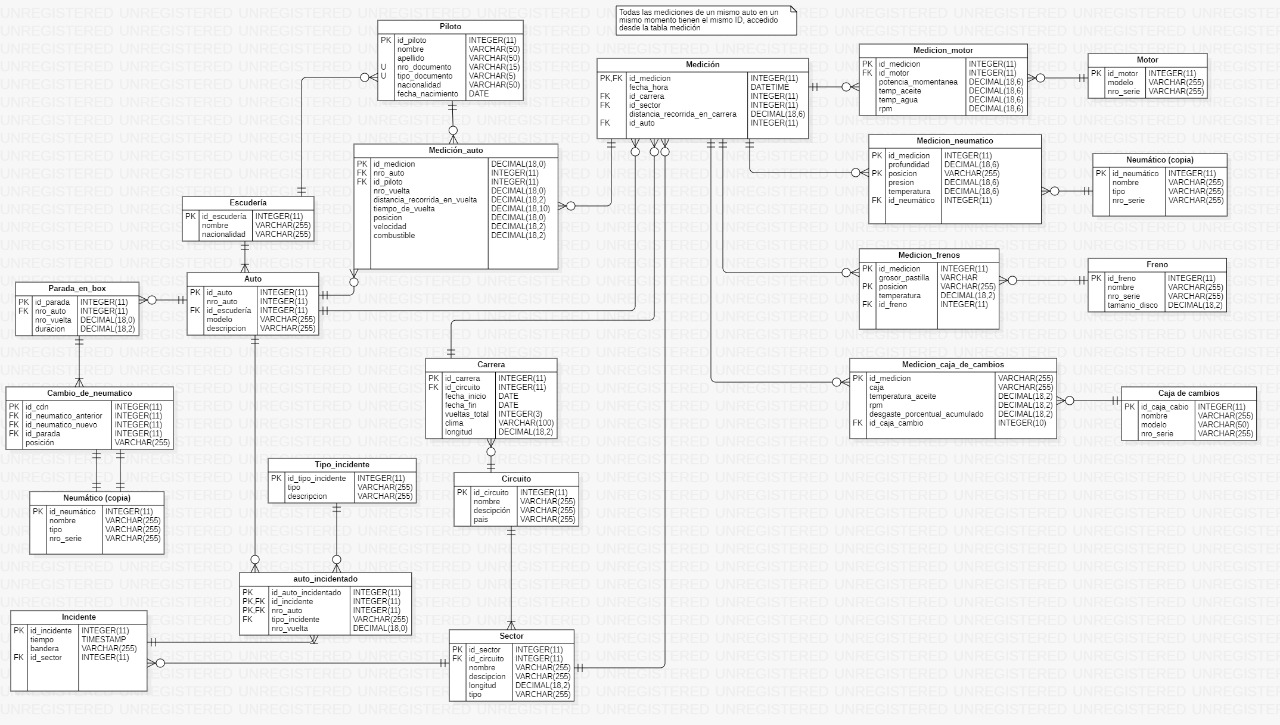 Todas las mediciones de un mismo auto en un
mismo momento tienen el mismo ID, accedido
desde la tabla medición
Piloto
PK id_piloto INTEGER(11)
nombre VARCHAR(50)
apellido VARCHAR(50)
U nro_documento VARCHAR(15)
U tipo_documento VARCHAR(5)
nacionalidad VARCHAR(50)
fecha_nacimiento DATE
Medición
PK,FK id_medicion INTEGER(11)
fecha_hora DATETIME
FK id_carrera INTEGER(11)
FK id_sector INTEGER(11)
distancia_recorrida_en_carrera DECIMAL(18,6)
FK id_auto INTEGER(11)
Medicion_motor
PK id_medicion INTEGER(11)
FK id_motor INTEGER(11)
potencia_momentanea DECIMAL(18,6)
temp_aceite DECIMAL(18,6)
temp_agua DECIMAL(18,6)
rpm DECIMAL(18,6)
Motor
PK id_motor INTEGER(11)
modelo VARCHAR(255)
nro_serie VARCHAR(255)
Medición_auto
PK id_medicion DECIMAL(18,0)
FK nro_auto INTEGER(11)
FK id_piloto INTEGER(11)
nro_vuelta DECIMAL(18,0)
distancia_recorrida_en_vuelta DECIMAL(18,2)
tiempo_de_vuelta DECIMAL(18,10)
posicion DECIMAL(18,0)
velocidad DECIMAL(18,2)
combustible DECIMAL(18,2)
Medicion_neumatico
PK id_medicion INTEGER(11)
profundidad DECIMAL(18,6)
PK posicion VARCHAR(255)
presion DECIMAL(18,6)
temperatura DECIMAL(18,6)
FK id_neumático INTEGER(11)
Neumático (copia)
PK id_neumático INTEGER(11)
nombre VARCHAR(255)
tipo VARCHAR(255)
nro_serie VARCHAR(255)
Escudería
PK id_escudería INTEGER(11)
nombre VARCHAR(255)
nacionalidad VARCHAR(255)
Medicion_frenos
PK id_medicion INTEGER(11)
grosor_pastilla VARCHAR
PK posicion VARCHAR(255)
temperatura DECIMAL(18,2)
FK id_freno INTEGER(11)
Freno
PK id_freno INTEGER(11)
nombre VARCHAR(255)
nro_serie VARCHAR(255)
tamanio_disco DECIMAL(18,2)
Auto
PK id_auto INTEGER(11)
nro_auto INTEGER(11)
FK id_escudería INTEGER(11)
modelo VARCHAR(255)
descripcion VARCHAR(255)
Parada_en_box
PK id_parada INTEGER(11)
FK nro_auto INTEGER(11)
nro_vuelta DECIMAL(18,0)
duracion DECIMAL(18,2)
Carrera
PK id_carrera INTEGER(11)
FK id_circuito INTEGER(11)
fecha_inicio DATE
fecha_fin DATE
vueltas_total INTEGER(3)
clima VARCHAR(100)
longitud DECIMAL(18,2)
Medicion_caja_de_cambios
PK id_medicion VARCHAR(255)
caja VARCHAR(255)
temperatura_aceite DECIMAL(18,2)
rpm DECIMAL(18,2)
desgaste_porcentual_acumulado DECIMAL(18,2)
FK id_caja_cambio INTEGER(10)
Caja de cambios
PK id_caja_cabio INTEGER(11)
nombre VARCHAR(255)
modelo VARCHAR(50)
nro_serie VARCHAR(255)
Cambio_de_neumatico
PK id_cdn INTEGER(11)
FK id_neumatico_anterior INTEGER(11)
FK id_neumatico_nuevo INTEGER(11)
FK id_parada INTEGER(11)
posición VARCHAR(255)
Tipo_incidente
PK id_tipo_incidente INTEGER(11)
tipo VARCHAR(255)
descripcion VARCHAR(255)
Circuito
PK id_circuito INTEGER(11)
nombre VARCHAR(255)
descipción VARCHAR(255)
pais VARCHAR(255)
Neumático (copia)
PK id_neumático INTEGER(11)
nombre VARCHAR(255)
tipo VARCHAR(255)
nro_serie VARCHAR(255)
auto_incidentado
PK id_auto_incidentado INTEGER(11)
PK,FK id_incidente INTEGER(11)
PK,FK nro_auto INTEGER(11)
FK tipo_incidente VARCHAR(255)
nro_vuelta DECIMAL(18,0)
Incidente
PK id_incidente INTEGER(11)
tiempo TIMESTAMP
bandera VARCHAR(255)
FK id_sector INTEGER(11)
Sector
PK id_sector INTEGER(11)
FK id_circuito INTEGER(11)
nombre VARCHAR(255)
descipcion VARCHAR(255)
longitud DECIMAL(18,2)
tipo VARCHAR(255)